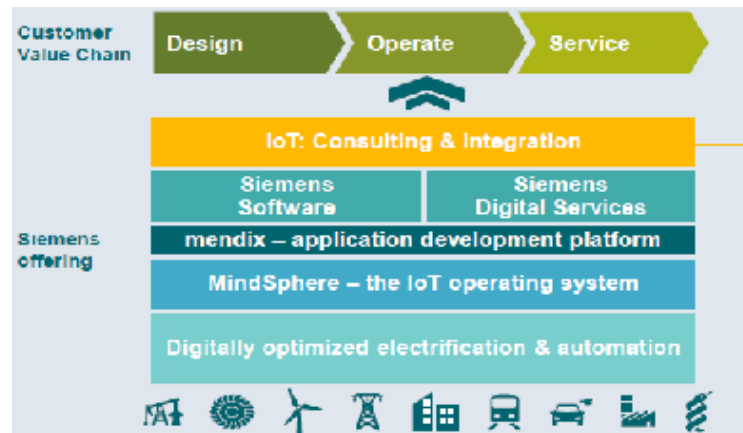 Customer
Value Chain
Design
Operate
Service
IoT: Consulting & Integration
Siemens
Software
Siemens
Digital Services
Siemens
offering
mendix – application development platform
MindSphere – the IoT operating system
Digitally optimized electrification & automation